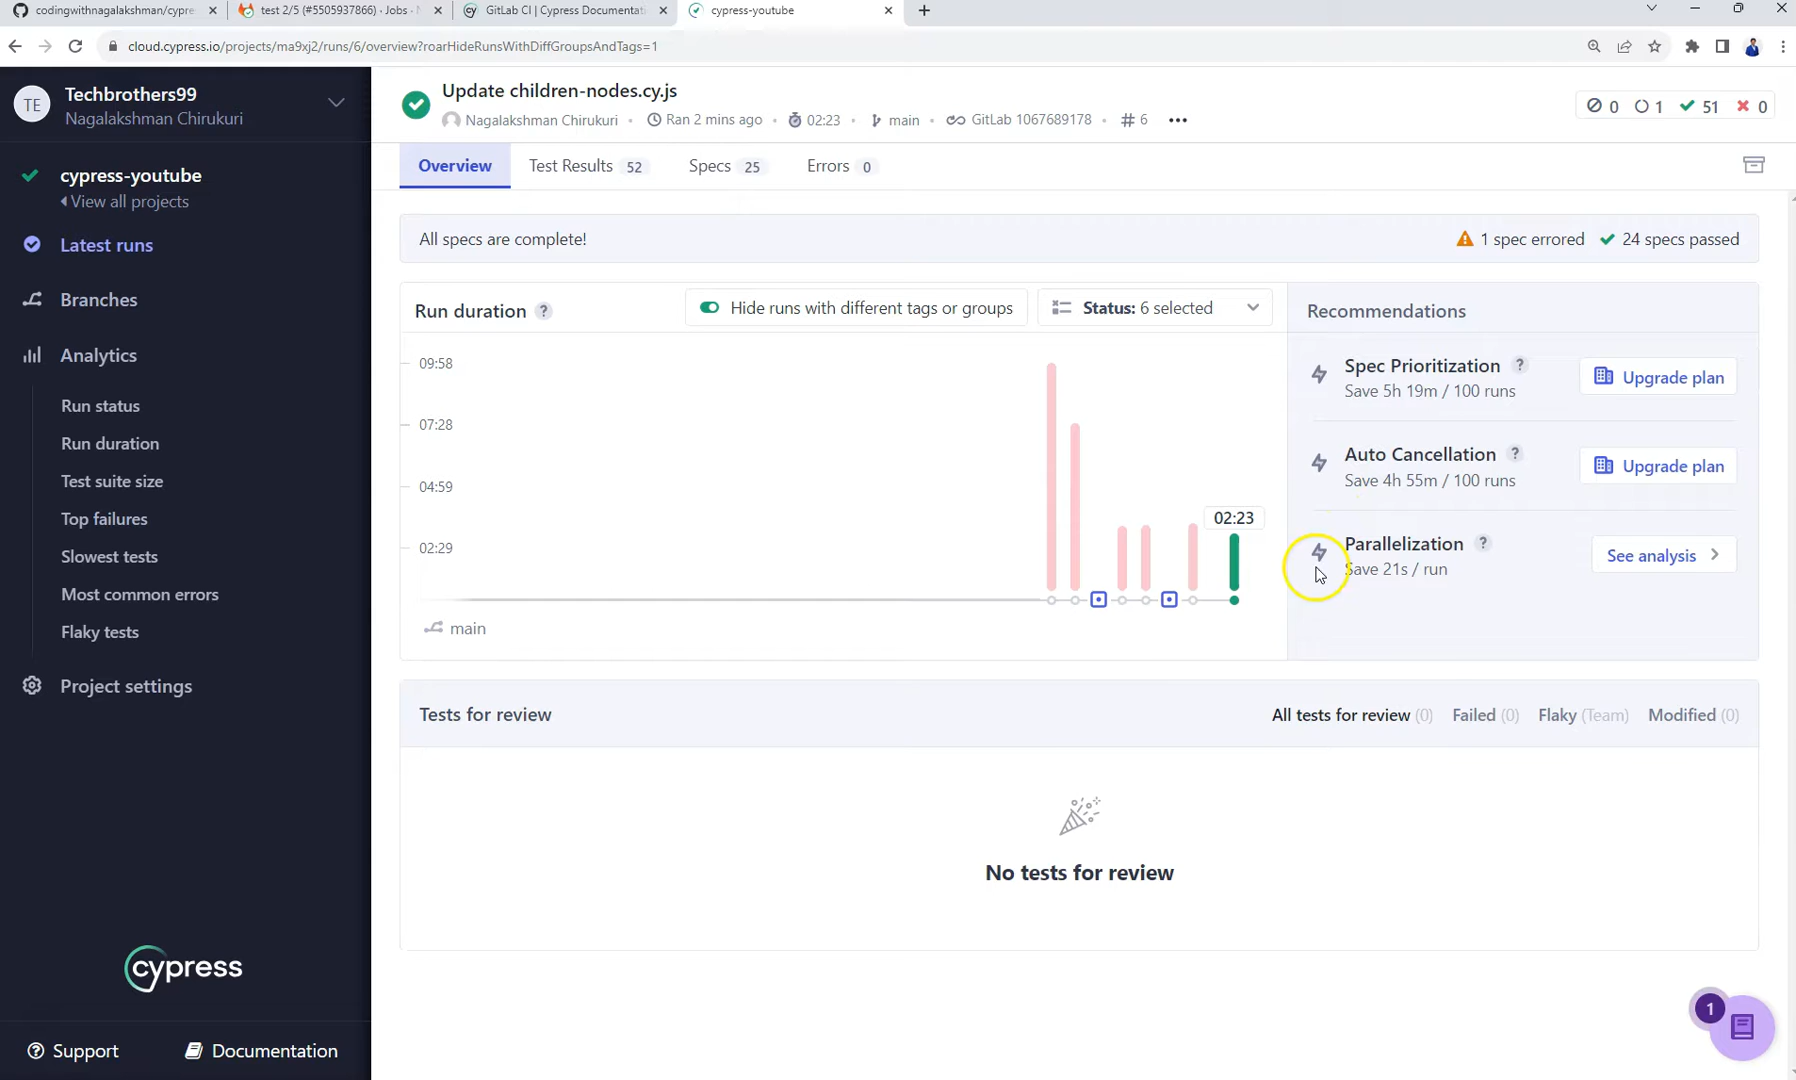 codingwithnagalakshman/cypre
test 2/5 (#5505937866) · Jobs · N
GitLab CI | Cypress Documentati
cypress-youtube
cloud.cypress.io/projects/ma9xj2/runs/6/overview?roarHideRunsWithDiffGroupsAndTags=1
TE
Techbrothers99
Nagalakshman Chirukuri
cypress-youtube
View all projects
Latest runs
Branches
Analytics
Run status
Run duration
Test suite size
Top failures
Slowest tests
Most common errors
Flaky tests
Project settings
cypress
Support
Documentation
Update children-nodes.cy.js
Nagalakshman Chirukuri · Ran 2 mins ago · 02:23 · main · GitLab 1067689178 · # 6
0 1 51 0
Overview
Test Results 52
Specs 25
Errors 0
All specs are complete!
1 spec errored
24 specs passed
Run duration ?
Hide runs with different tags or groups
Status: 6 selected
09:58
07:28
04:59
02:29
02:23
main
Recommendations
Spec Prioritization ?
Save 5h 19m / 100 runs
Upgrade plan
Auto Cancellation ?
Save 4h 55m / 100 runs
Upgrade plan
Parallelization ?
Save 21s / run
See analysis
Tests for review
All tests for review (0)
Failed (0)
Flaky (Team)
Modified (0)
No tests for review
1